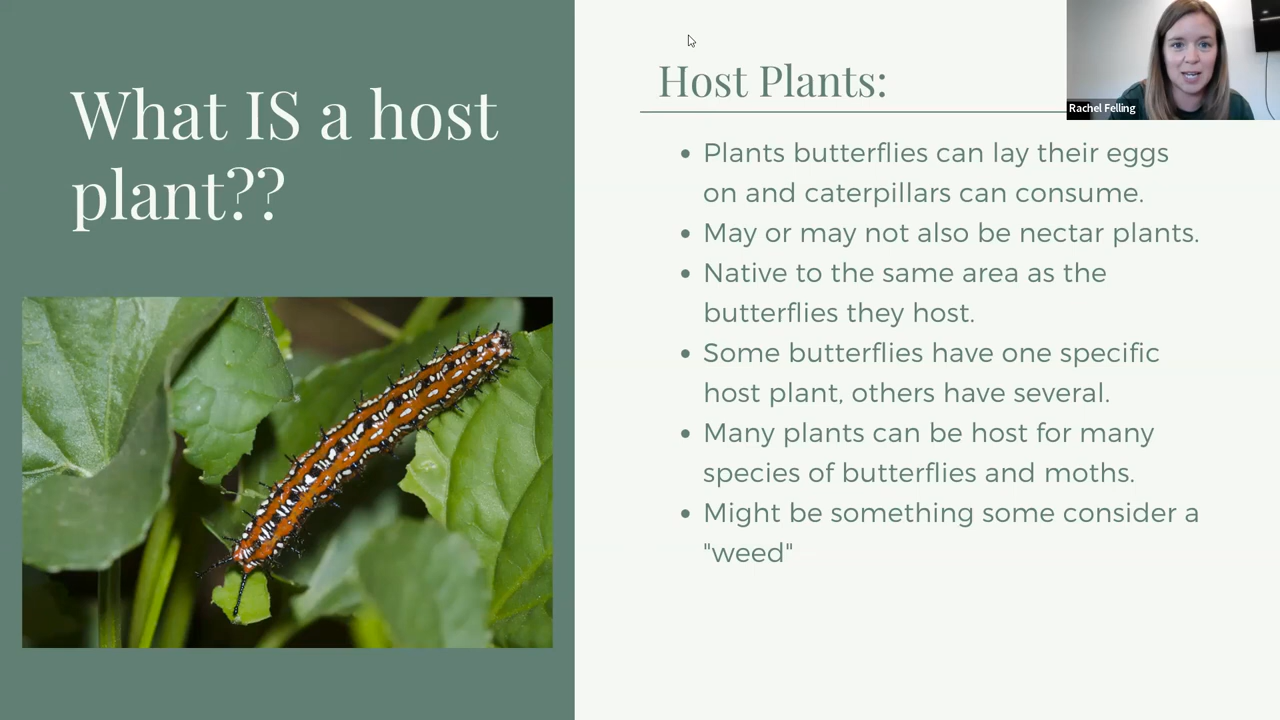 What IS a host
plant??
Host Plants:
Rachel Felling
• Plants butterflies can lay their eggs
on and caterpillars can consume.
• May or may not also be nectar plants.
• Native to the same area as the
butterflies they host.
• Some butterflies have one specific
host plant, others have several.
• Many plants can be host for many
species of butterflies and moths.
• Might be something some consider a
"weed"